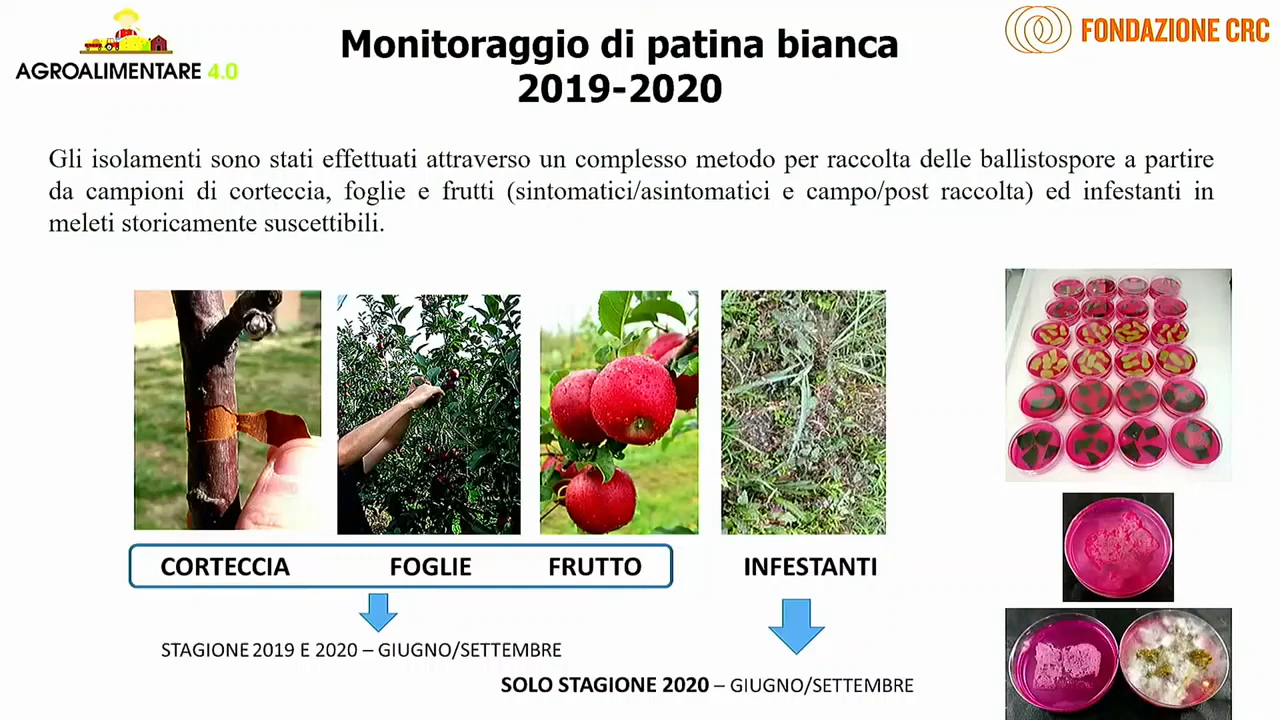 AGROALIMENTARE 4.0
Monitoraggio di patina bianca
2019-2020
FONDAZIONE CRC
Gli isolamenti sono stati effettuati attraverso un complesso metodo per raccolta delle ballistospore a partire
da campioni di corteccia, foglie e frutti (sintomatici/asintomatici e campo/post raccolta) ed infestanti in
meleti storicamente suscettibili.
CORTECCIA FOGLIE FRUTTO INFESTANTI
STAGIONE 2019 E 2020 – GIUGNO/SETTEMBRE
SOLO STAGIONE 2020 – GIUGNO/SETTEMBRE